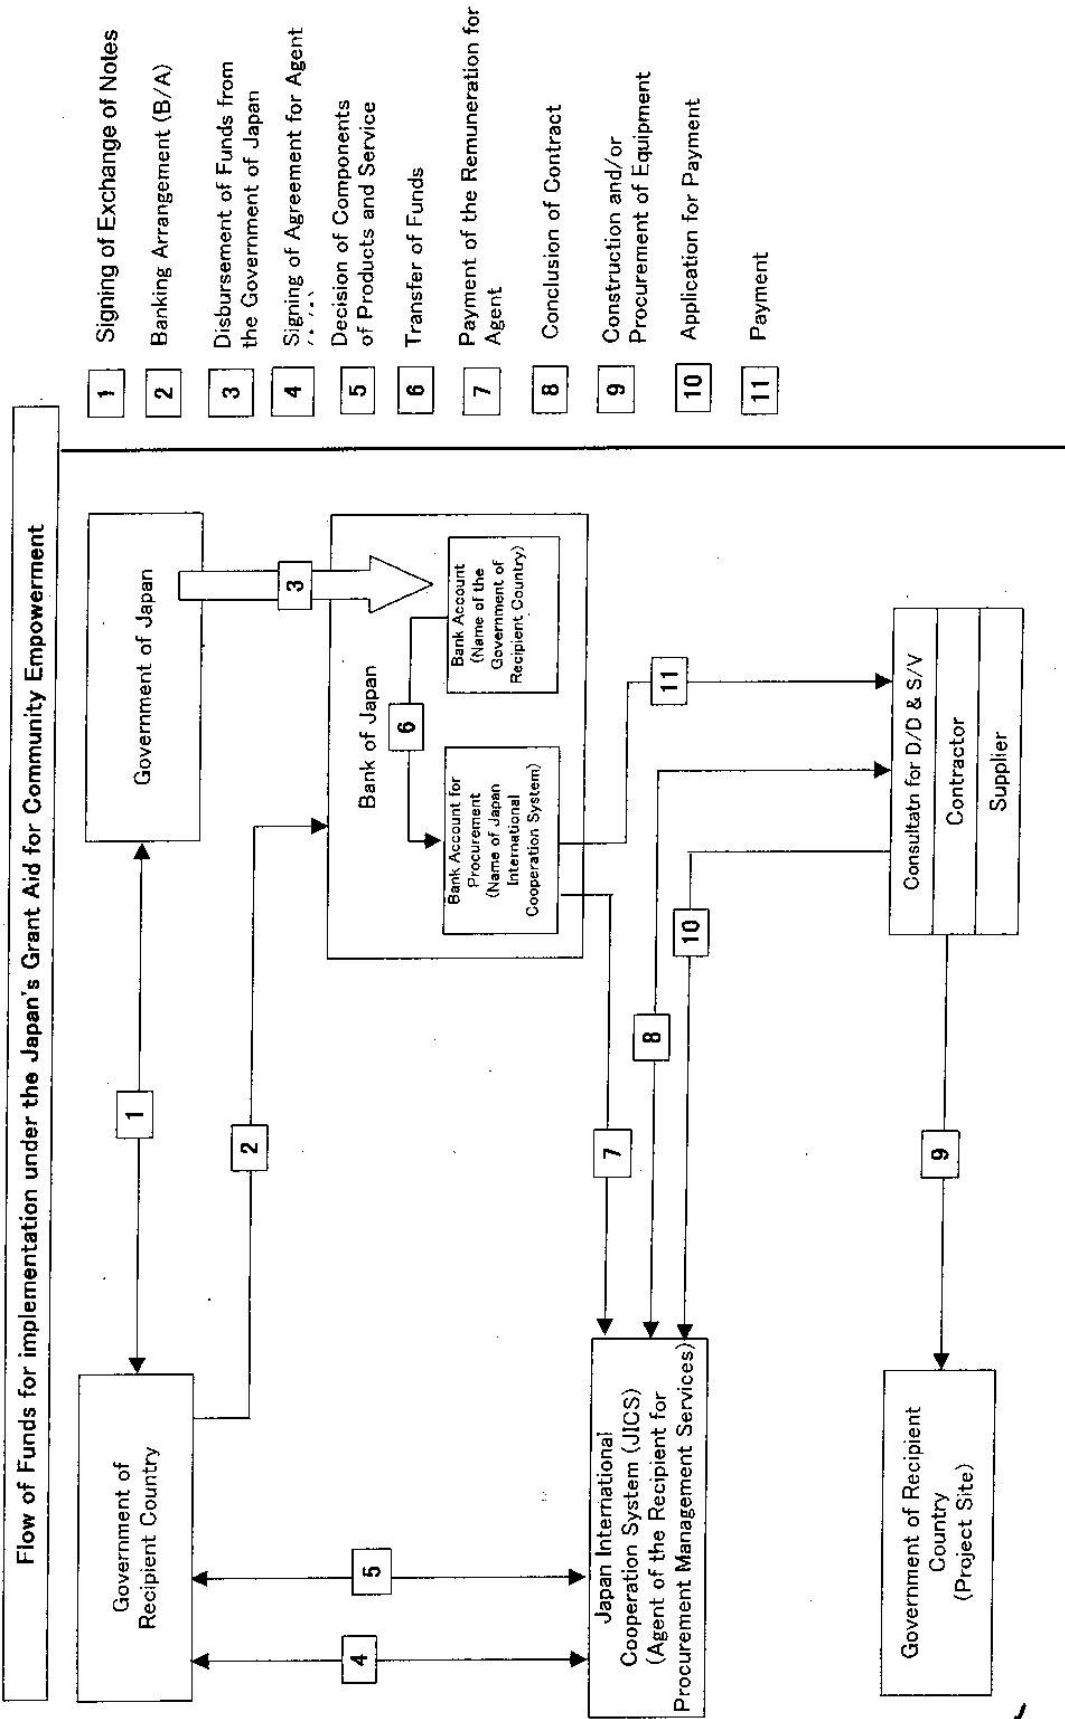 Flow of Funds for implementation under the Japan's Grant Aid for Community Empowerment
Government of
Recipient Country
1
Government of Japan
2
3
Bank of Japan
Bank Account
(Name of the
Government of
Recipient Country)
6
Bank Account for
Procurement
(Name of Japan
International
Cooperation System)
4
5
7
8
10
11
Japan International
Cooperation System (JICS)
(Agent of the Recipient for
Procurement Management Services)
Consultatn for D/D & S/V
Contractor
Supplier
9
Government of Recipient
Country
(Project Site)
1 Signing of Exchange of Notes
2 Banking Arrangement (B/A)
3 Disbursement of Funds from
the Government of Japan
4 Signing of Agreement for Agent
5 Decision of Components
of Products and Service
6 Transfer of Funds
7 Payment of the Remuneration for
Agent
8 Conclusion of Contract
9 Construction and/or
Procurement of Equipment
10 Application for Payment
11 Payment